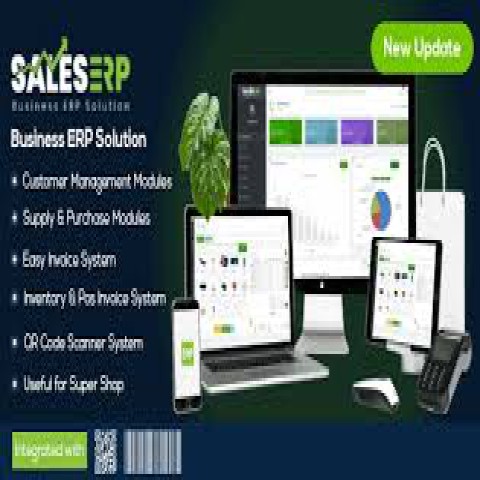 New Update
SALESERP
Business ERP Solution
Business ERP Solution
Customer Management Modules
Supply & Purchase Modules
Easy Invoice System
Inventory & Pos Invoice System
QR Code Scanner System
Useful for Super Shop
ERP
Integrated with